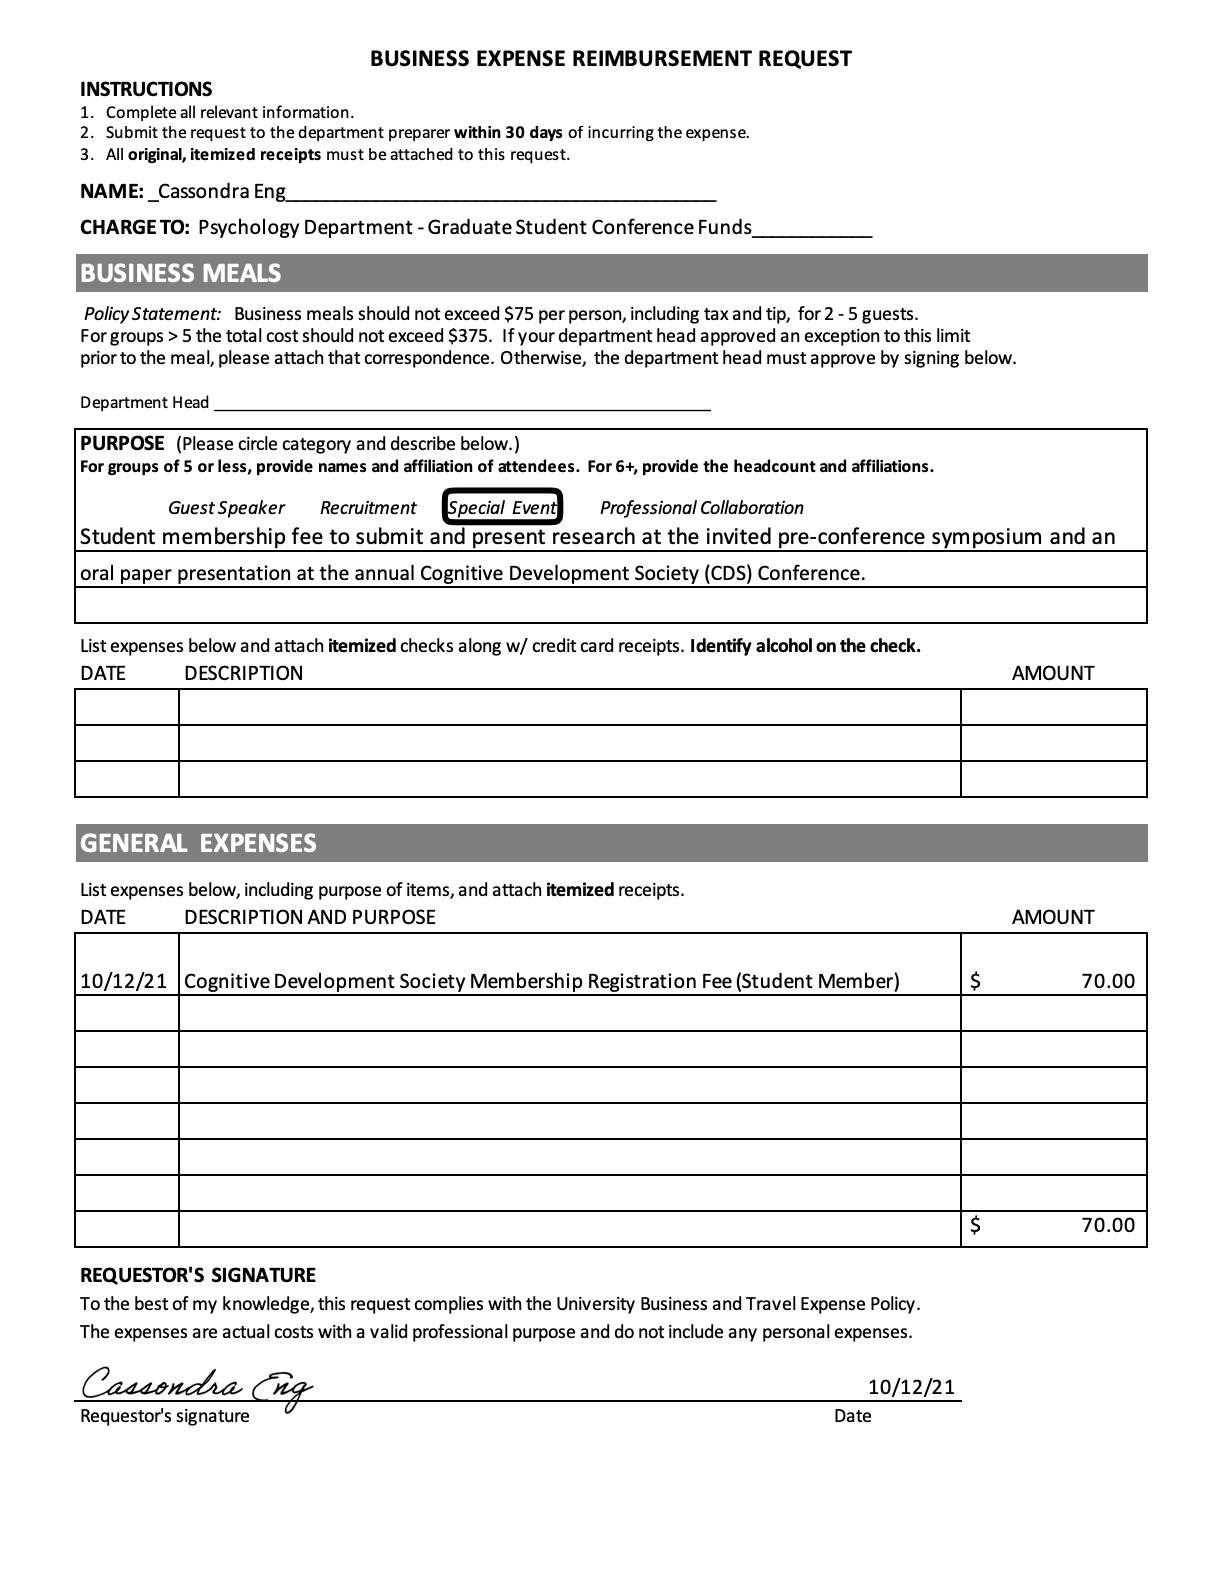 BUSINESS EXPENSE REIMBURSEMENT REQUEST
INSTRUCTIONS
1. Complete all relevant information.
2. Submit the request to the department preparer within 30 days of incurring the expense.
3. All original, itemized receipts must be attached to this request.
NAME: _Cassondra Eng___________________________________________
CHARGE TO: Psychology Department - Graduate Student Conference Funds____________
BUSINESS MEALS
Policy Statement: Business meals should not exceed $75 per person, including tax and tip, for 2 - 5 guests.
For groups > 5 the total cost should not exceed $375. If your department head approved an exception to this limit
prior to the meal, please attach that correspondence. Otherwise, the department head must approve by signing below.
Department Head ____________________________________________________________
PURPOSE (Please circle category and describe below.)
For groups of 5 or less, provide names and affiliation of attendees. For 6+, provide the headcount and affiliations.
Guest Speaker Recruitment Special Event Professional Collaboration
Student membership fee to submit and present research at the invited pre-conference symposium and an
oral paper presentation at the annual Cognitive Development Society (CDS) Conference.
List expenses below and attach itemized checks along w/ credit card receipts. Identify alcohol on the check.
DATE DESCRIPTION AMOUNT
GENERAL EXPENSES
List expenses below, including purpose of items, and attach itemized receipts.
DATE DESCRIPTION AND PURPOSE AMOUNT
10/12/21 Cognitive Development Society Membership Registration Fee (Student Member) $ 70.00
$ 70.00
REQUESTOR'S SIGNATURE
To the best of my knowledge, this request complies with the University Business and Travel Expense Policy.
The expenses are actual costs with a valid professional purpose and do not include any personal expenses.
Cassondra Eng 10/12/21
Requestor's signature Date